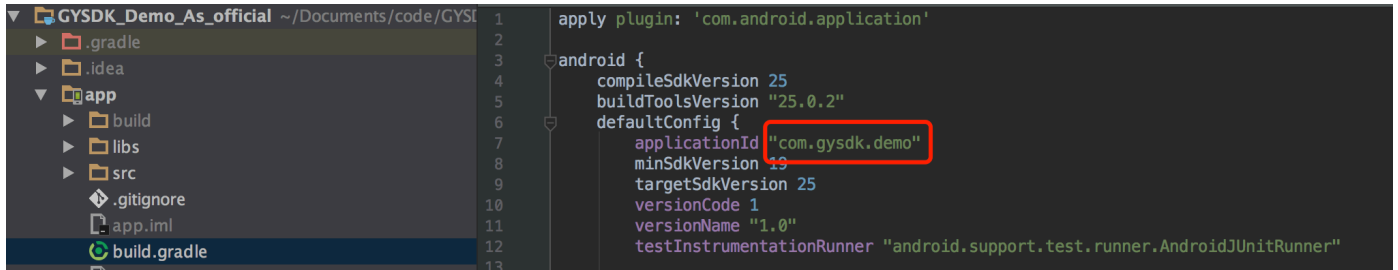 GYSDK_Demo_As_official ~/Documents/code/GYS
.gradle
.idea
app
build
libs
src
.gitignore
app.iml
build.gradle
1 apply plugin: 'com.android.application'
2
3 android {
4 compileSdkVersion 25
5 buildToolsVersion "25.0.2"
6 defaultConfig {
7 applicationId "com.gysdk.demo"
8 minSdkVersion 19
9 targetSdkVersion 25
10 versionCode 1
11 versionName "1.0"
12 testInstrumentationRunner "android.support.test.runner.AndroidJUnitRunner"
13